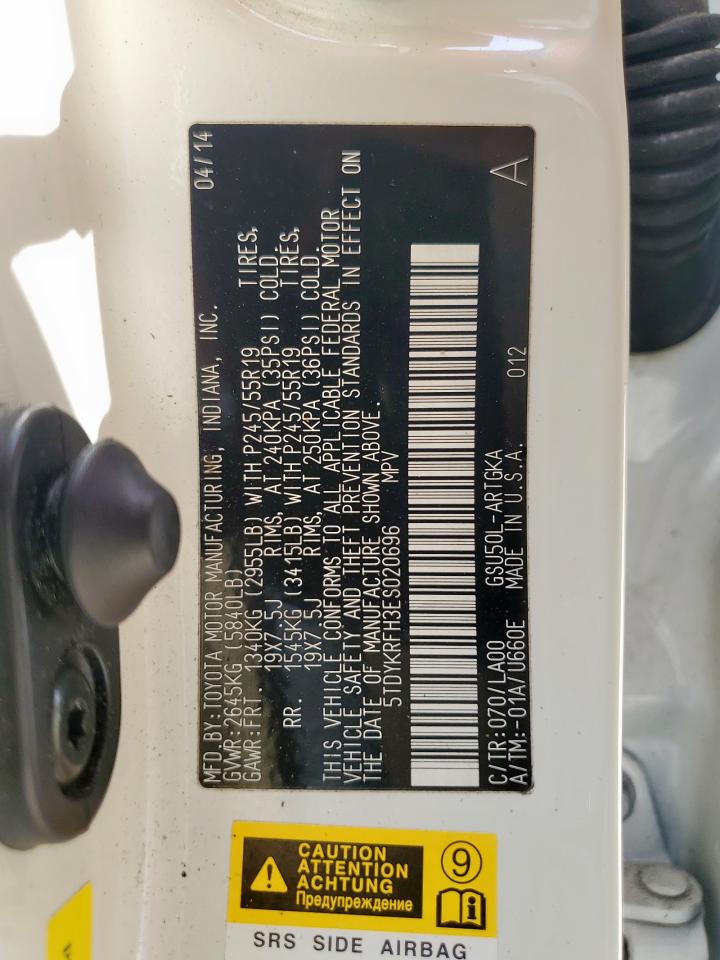 MFD.BY:TOYOTA MOTOR MANUFACTURING, INDIANA, INC. 04/14
GVWR:2645KG (5840LB)
GAWR:FRT. 1340KG (2955LB) WITH P245/55R19 TIRES,
19X7.5J RIMS, AT 240KPA (35PSI) COLD.
RR. 1545KG (3415LB) WITH P245/55R19 TIRES,
19X7.5J RIMS, AT 250KPA (36PSI) COLD.
THIS VEHICLE CONFORMS TO ALL APPLICABLE FEDERAL MOTOR
VEHICLE SAFETY AND THEFT PREVENTION STANDARDS IN EFFECT ON
THE DATE OF MANUFACTURE SHOWN ABOVE.
5TDYKRFH3ES020696 MPV
C/TR:070/LA00 GSU50L-ARTGKA
A/TM:-01A/U660E MADE IN U.S.A. 012 A
CAUTION
ATTENTION
ACHTUNG
Предупреждение
9
i
SRS SIDE AIRBAG